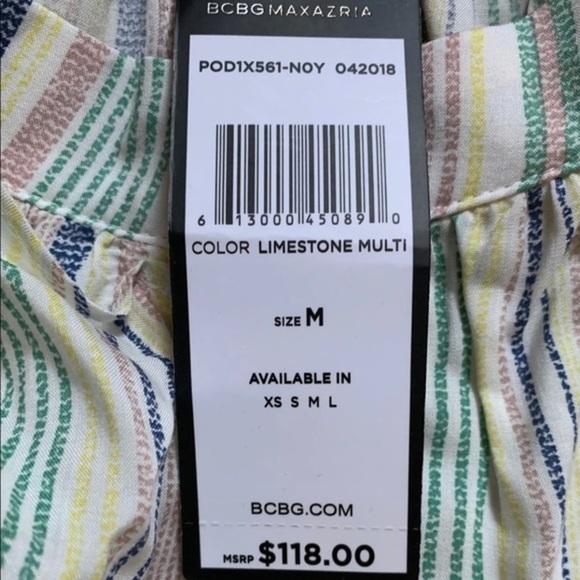 BCBGMAXAZRIA
POD1X561-N0Y 042018
6 13000 45089 0
COLOR LIMESTONE MULTI
SIZE M
AVAILABLE IN
XS S M L
BCBG.COM
MSRP $118.00